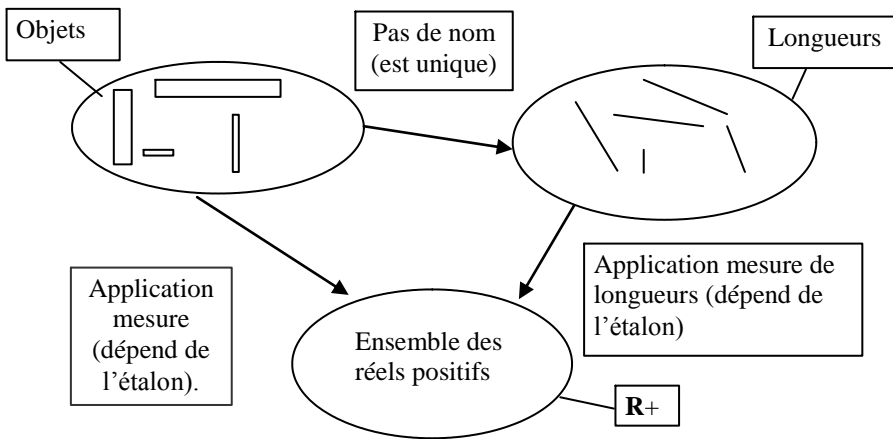 Objets
Pas de nom
(est unique)
Longueurs
Application
mesure
(dépend de
l’étalon).
Application mesure de
longueurs (dépend de
l’étalon)
Ensemble des
réels positifs
R+